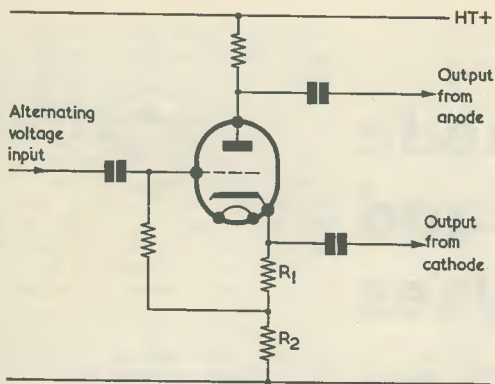 HT+
Output
from
anode
Alternating
voltage
input
Output
from
cathode
R₁
R₂